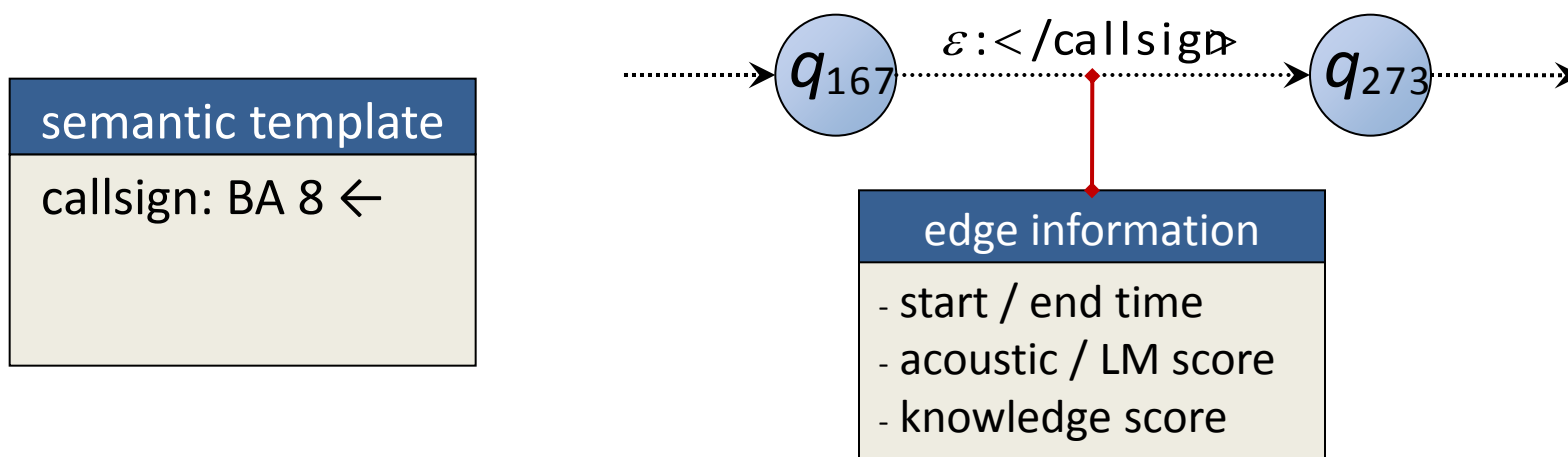 semantic template
callsign: BA 8 ←
q167
ε:</callsign>
q273
edge information
- start / end time
- acoustic / LM score
- knowledge score